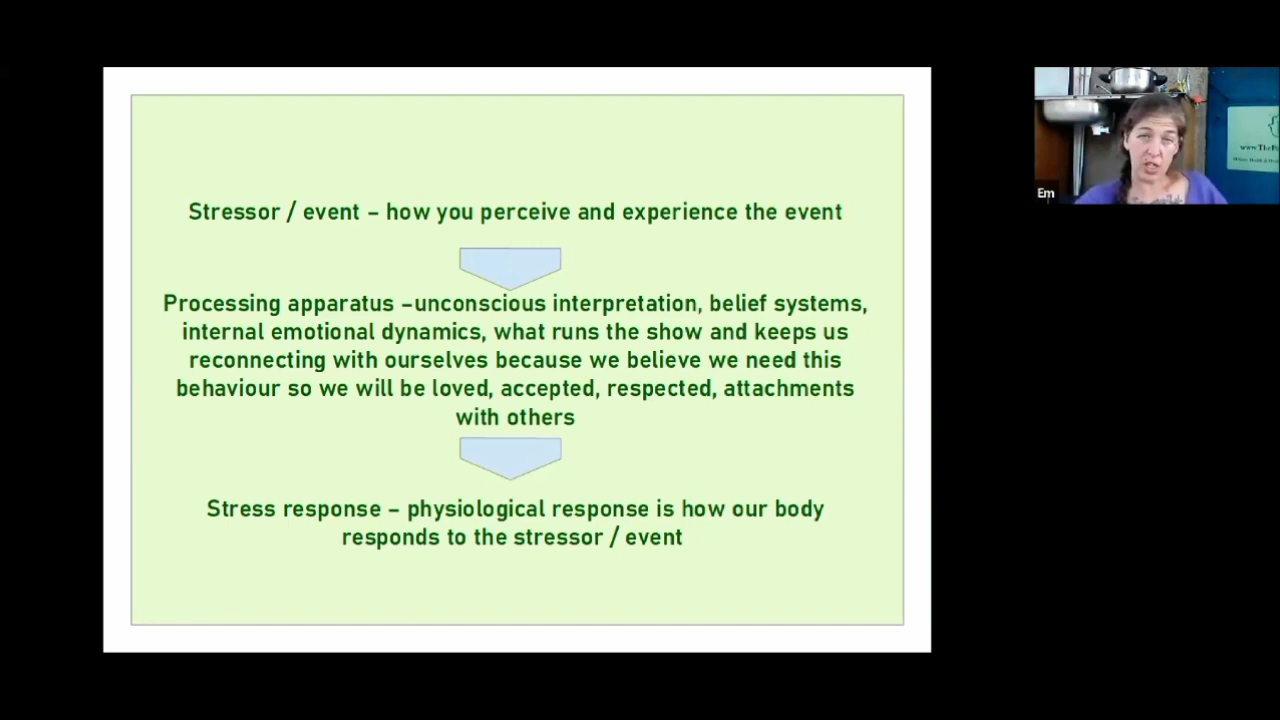 Stressor / event – how you perceive and experience the event
Processing apparatus –unconscious interpretation, belief systems,
internal emotional dynamics, what runs the show and keeps us
reconnecting with ourselves because we believe we need this
behaviour so we will be loved, accepted, respected, attachments
with others
Stress response – physiological response is how our body
responds to the stressor / event
Em